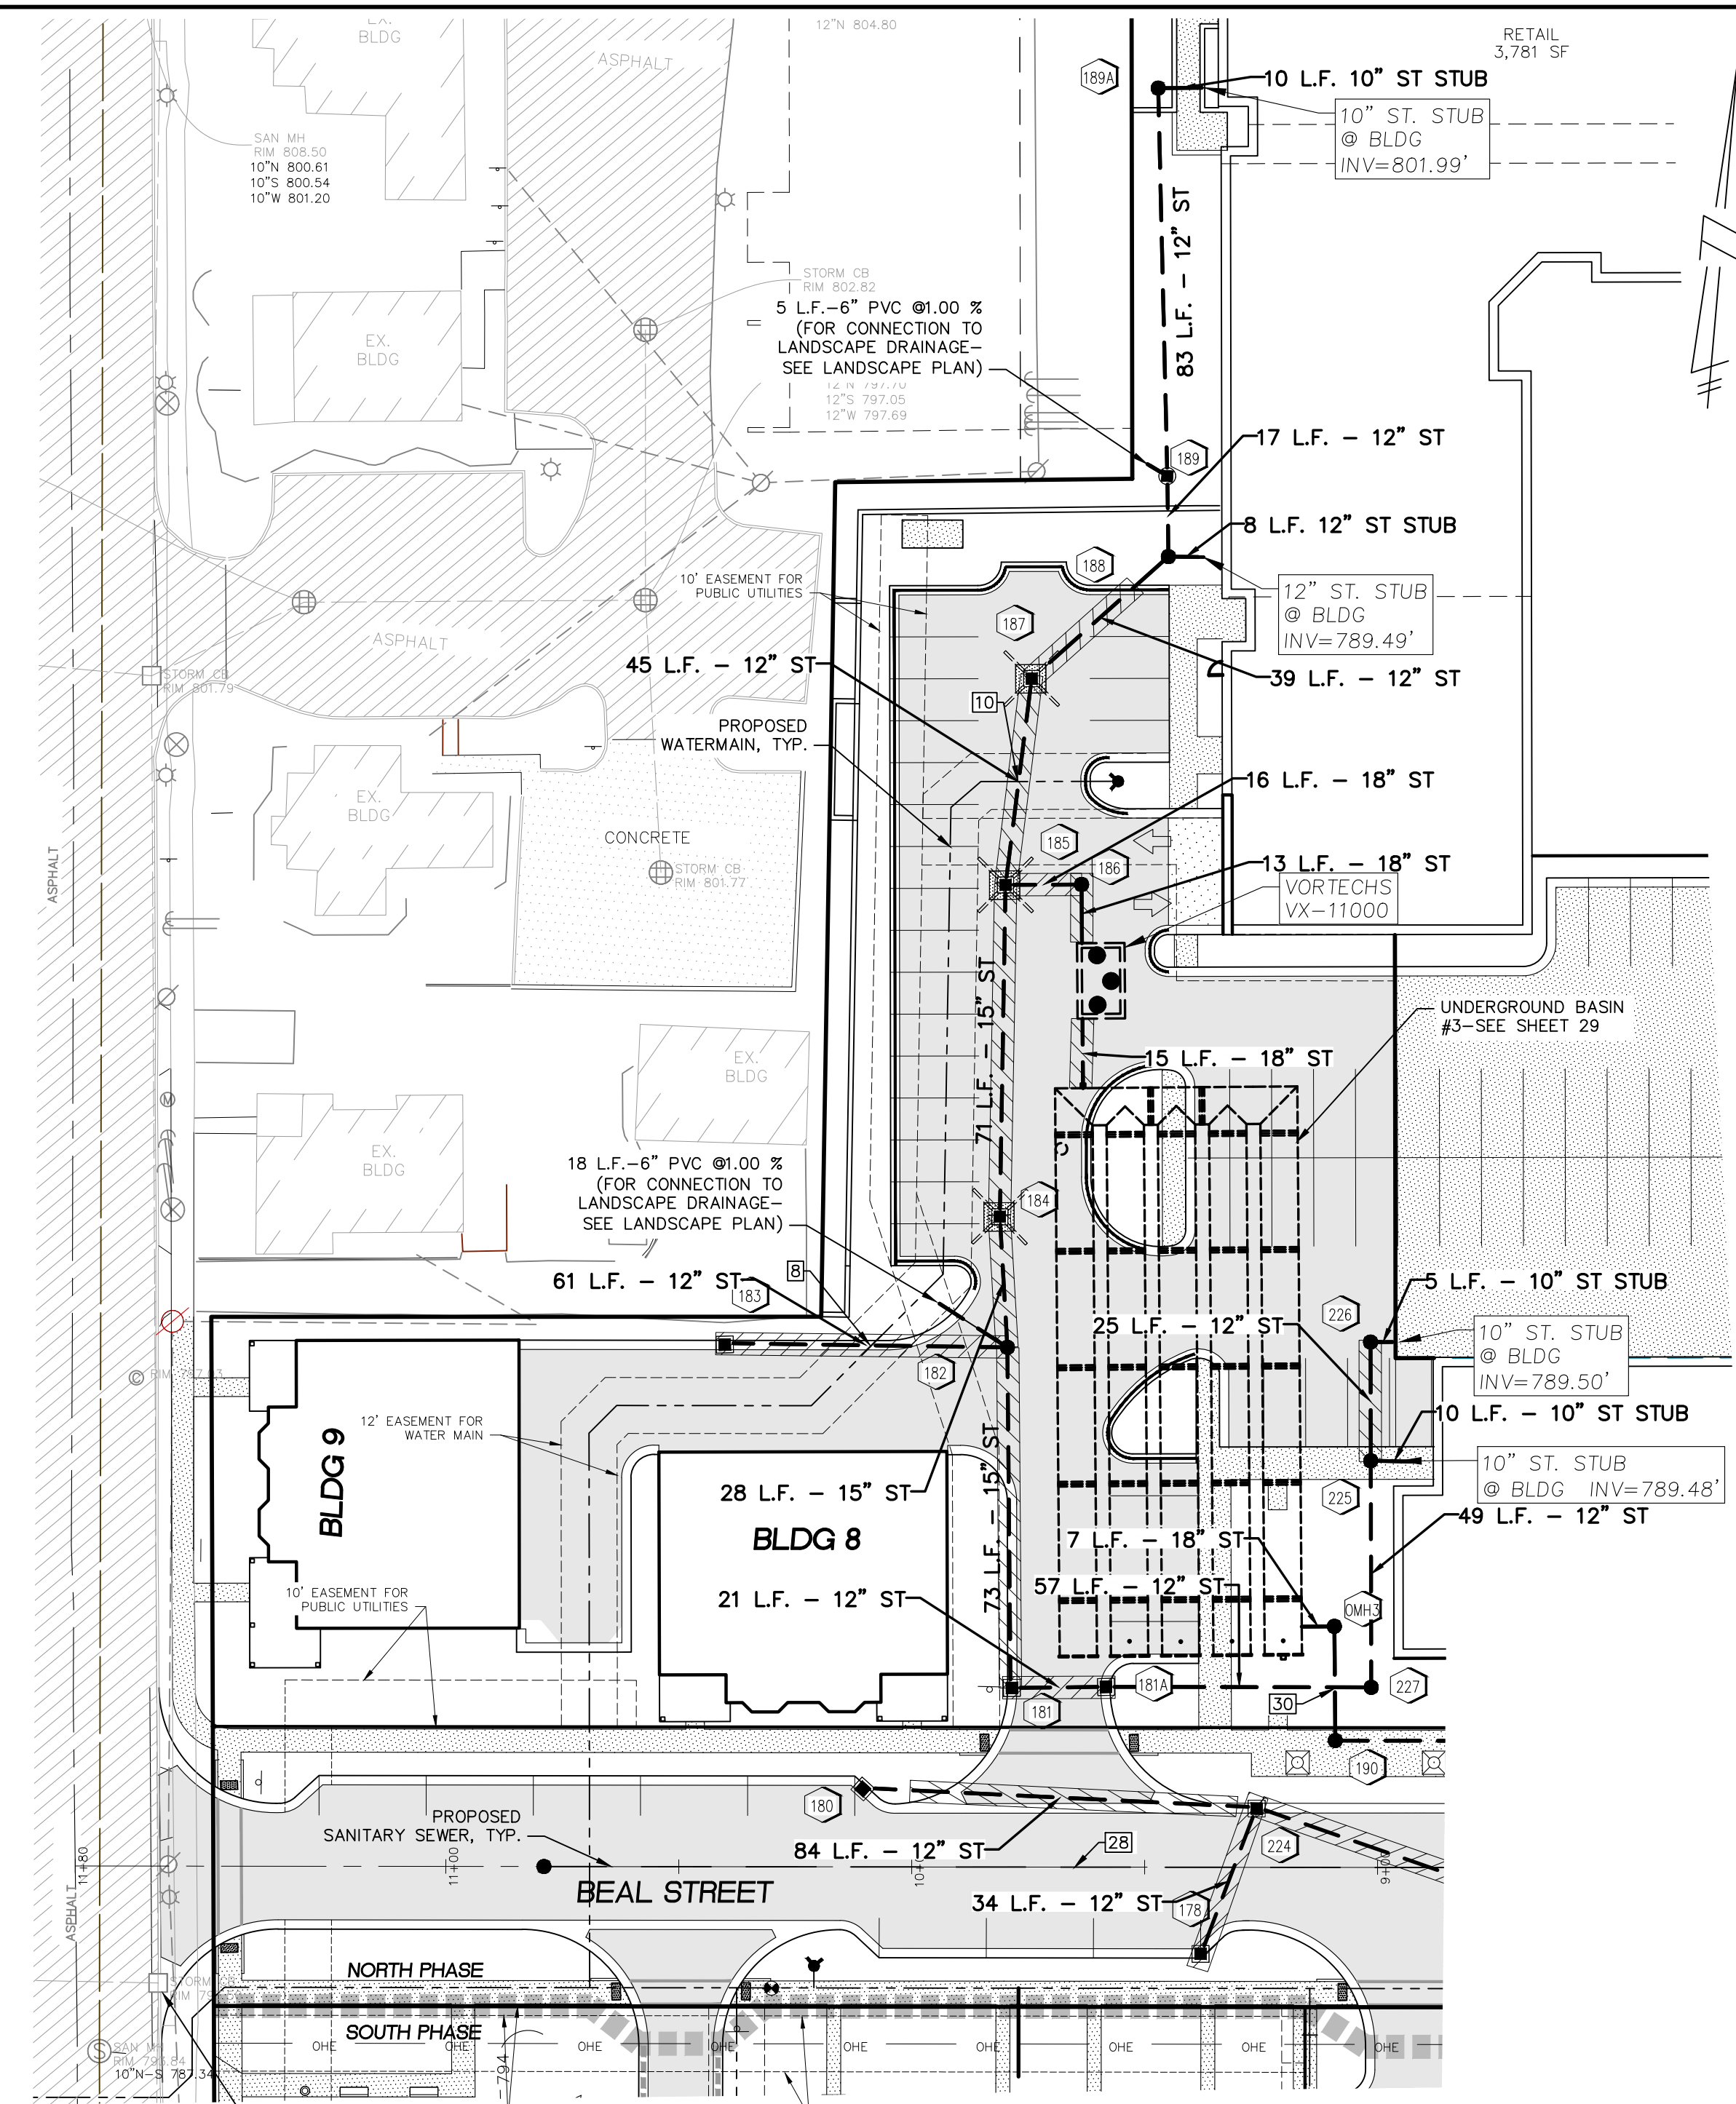 EX.
BLDG
12"N 804.80
ASPHALT
RETAIL
3,781 SF
189A
10 L.F. 10" ST STUB
10" ST. STUB
@ BLDG
INV=801.99'
SAN MH
RIM 808.50
10"N 800.61
10"S 800.54
10"W 801.20
83 L.F. - 12" ST
STORM CB
RIM 802.82
5 L.F.-6" PVC @1.00 %
(FOR CONNECTION TO
LANDSCAPE DRAINAGE-
SEE LANDSCAPE PLAN)
12"N 797.70
12"S 797.05
12"W 797.69
EX.
BLDG
17 L.F. - 12" ST
189
8 L.F. 12" ST STUB
188
10' EASEMENT FOR
PUBLIC UTILITIES
12" ST. STUB
@ BLDG
INV=789.49'
187
ASPHALT
45 L.F. - 12" ST
39 L.F. - 12" ST
STORM CB
RIM 801.79
10
PROPOSED
WATERMAIN, TYP.
16 L.F. - 18" ST
EX.
BLDG
CONCRETE
185
186
13 L.F. - 18" ST
STORM CB
RIM 801.77
VORTECHS
VX-11000
ASPHALT
71 L.F. - 15" ST
UNDERGROUND BASIN
#3-SEE SHEET 29
15 L.F. - 18" ST
EX.
BLDG
M
EX.
BLDG
18 L.F.-6" PVC @1.00 %
(FOR CONNECTION TO
LANDSCAPE DRAINAGE-
SEE LANDSCAPE PLAN)
184
8
61 L.F. - 12" ST
183
5 L.F. - 10" ST STUB
226
25 L.F. - 12" ST
10" ST. STUB
@ BLDG
INV=789.50'
182
C
10 L.F. - 10" ST STUB
12' EASEMENT FOR
WATER MAIN
BLDG 9
10" ST. STUB
@ BLDG INV=789.48'
28 L.F. - 15" ST
73 L.F. - 15" ST
225
49 L.F. - 12" ST
BLDG 8
7 L.F. - 18" ST
57 L.F. - 12" ST
10' EASEMENT FOR
PUBLIC UTILITIES
21 L.F. - 12" ST
OMH3
181A
227
181
30
190
180
PROPOSED
SANITARY SEWER, TYP.
84 L.F. - 12" ST
28
224
11+80
11+00
BEAL STREET
34 L.F. - 12" ST
178
ASPHALT
NORTH PHASE
SOUTH PHASE
STORM CB
OHE
OHE
OHE
OHE
OHE
OHE
OHE
OHE
S
SAN MH
RIM 793.84
10"N-S 787.34
794